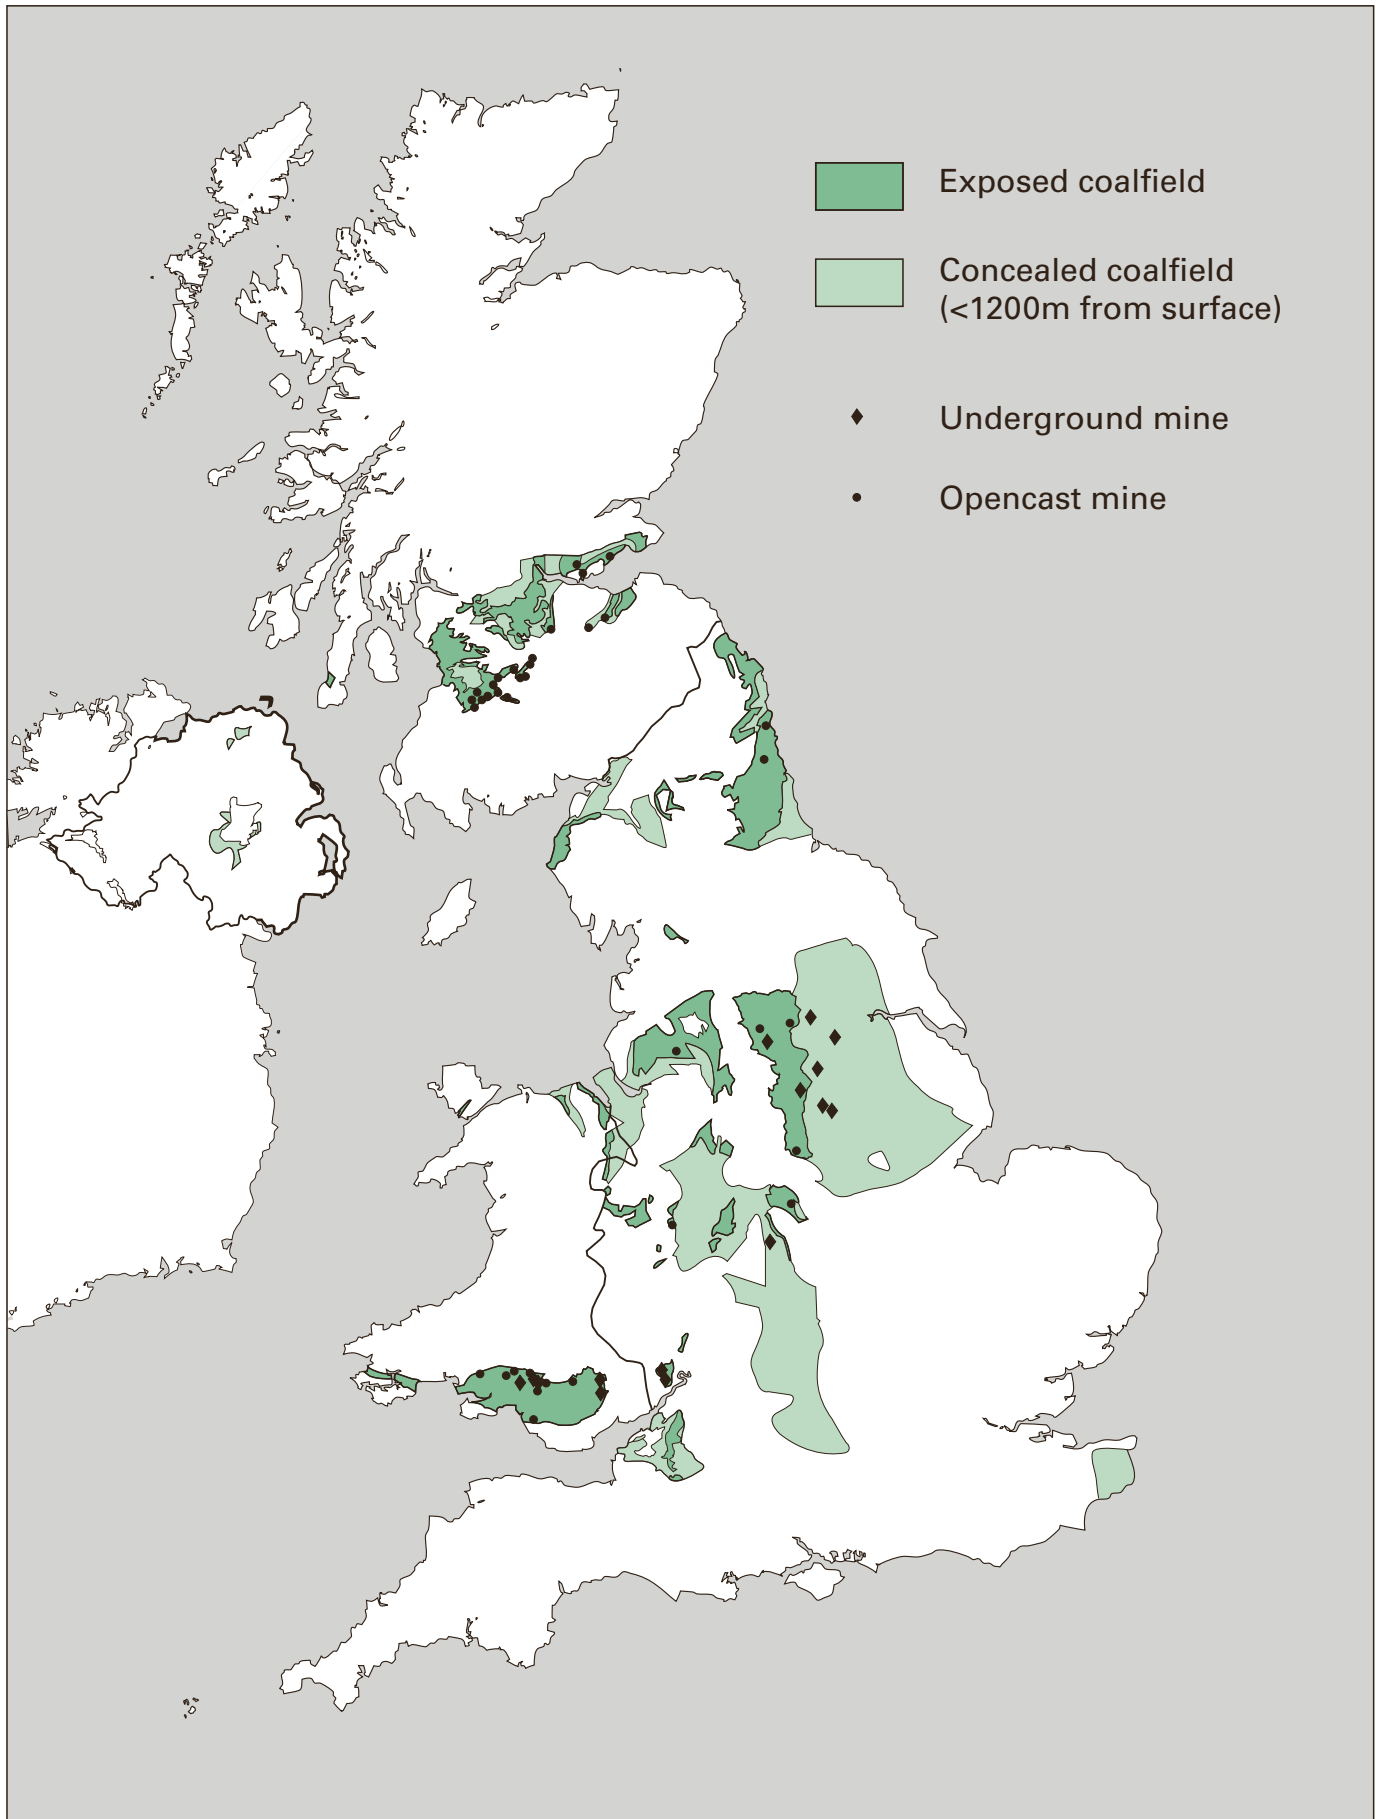 Exposed coalfield
Concealed coalfield
(<1200m from surface)
Underground mine
Opencast mine